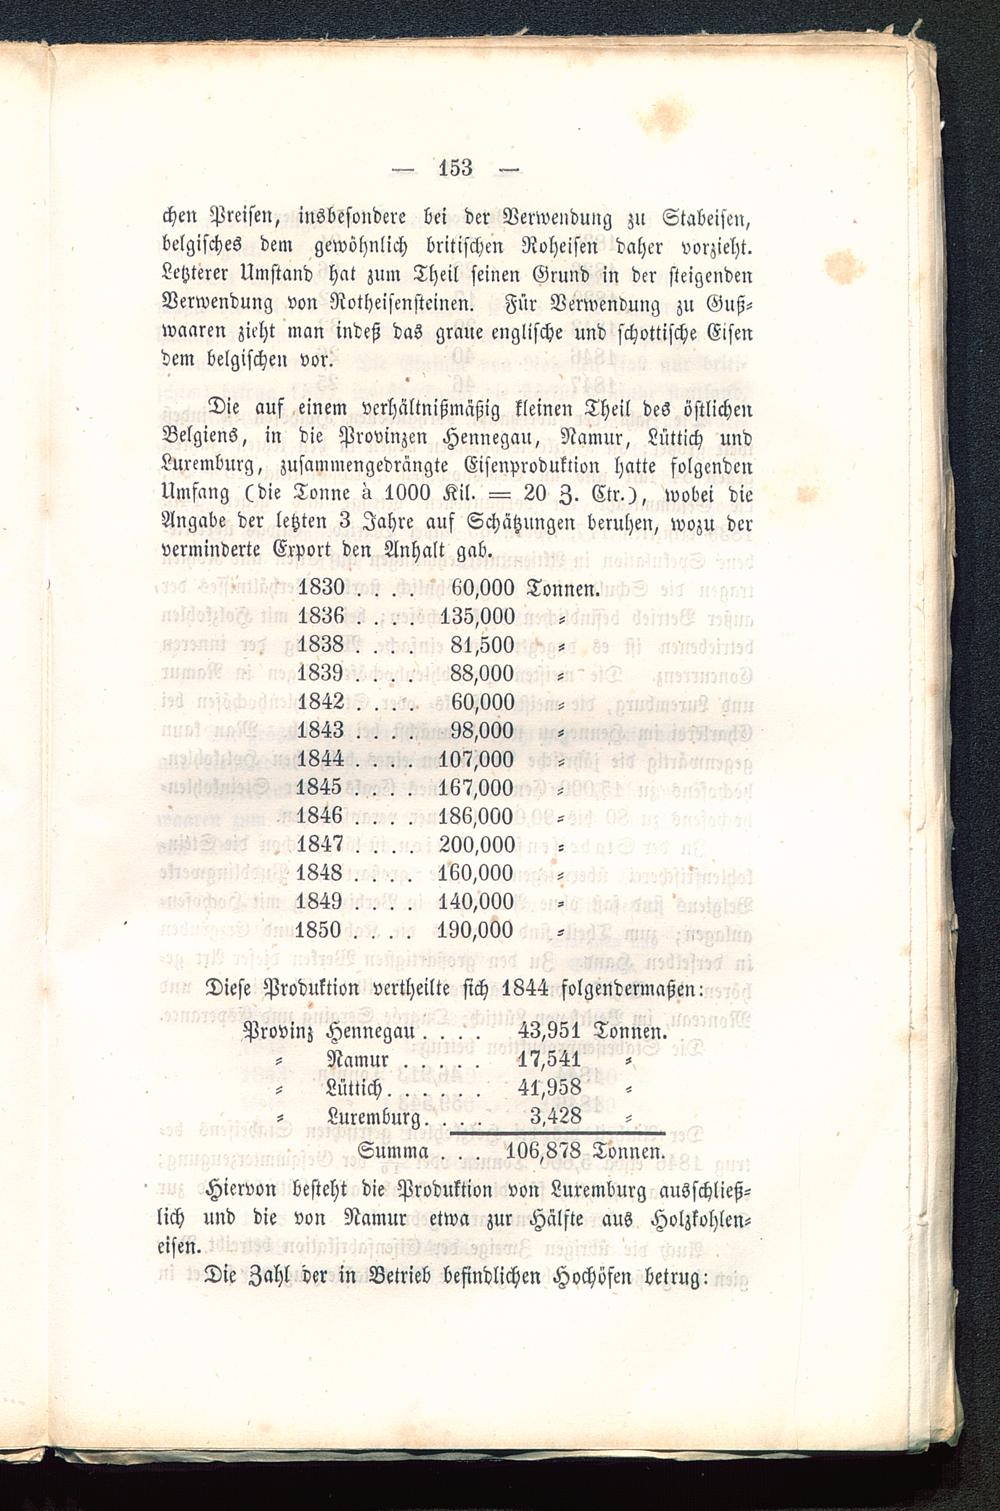 — 153 —
chen Preisen, insbesondere bei der Verwendung zu Stabeisen,
belgisches dem gewöhnlich britischen Roheisen daher vorzieht.
Letzterer Umstand hat zum Theil seinen Grund in der steigenden
Verwendung von Rotheisensteinen. Für Verwendung zu Guß-
waaren zieht man indeß das graue englische und schottische Eisen
dem belgischen vor.
Die auf einem verhältnißmäßig kleinen Theil des östlichen
Belgiens, in die Provinzen Hennegau, Namur, Lüttich und
Luxemburg, zusammengedrängte Eisenproduktion hatte folgenden
Umfang (die Tonne à 1000 Kil. = 20 Z. Ctr.), wobei die
Angabe der letzten 3 Jahre auf Schätzungen beruhen, wozu der
verminderte Export den Anhalt gab.
1830 . . . . 60,000 Tonnen.
1836 . . . . 135,000 "
1838 . . . . 81,500 "
1839 . . . . 88,000 "
1842 . . . . 60,000 "
1843 . . . . 98,000 "
1844 . . . . 107,000 "
1845 . . . . 167,000 "
1846 . . . . 186,000 "
1847 . . . . 200,000 "
1848 . . . . 160,000 "
1849 . . . . 140,000 "
1850 . . . . 190,000 "
Diese Produktion vertheilte sich 1844 folgendermaßen:
Provinz Hennegau . . . . 43,951 Tonnen.
" Namur . . . . . 17,541 "
" Lüttich . . . . . . 41,958 "
" Luxemburg . . . . 3,428 "
Summa . . . 106,878 Tonnen.
Hiervon besteht die Produktion von Luxemburg ausschließ-
lich und die von Namur etwa zur Hälfte aus Holzkohlen-
eisen.
Die Zahl der in Betrieb befindlichen Hochöfen betrug: